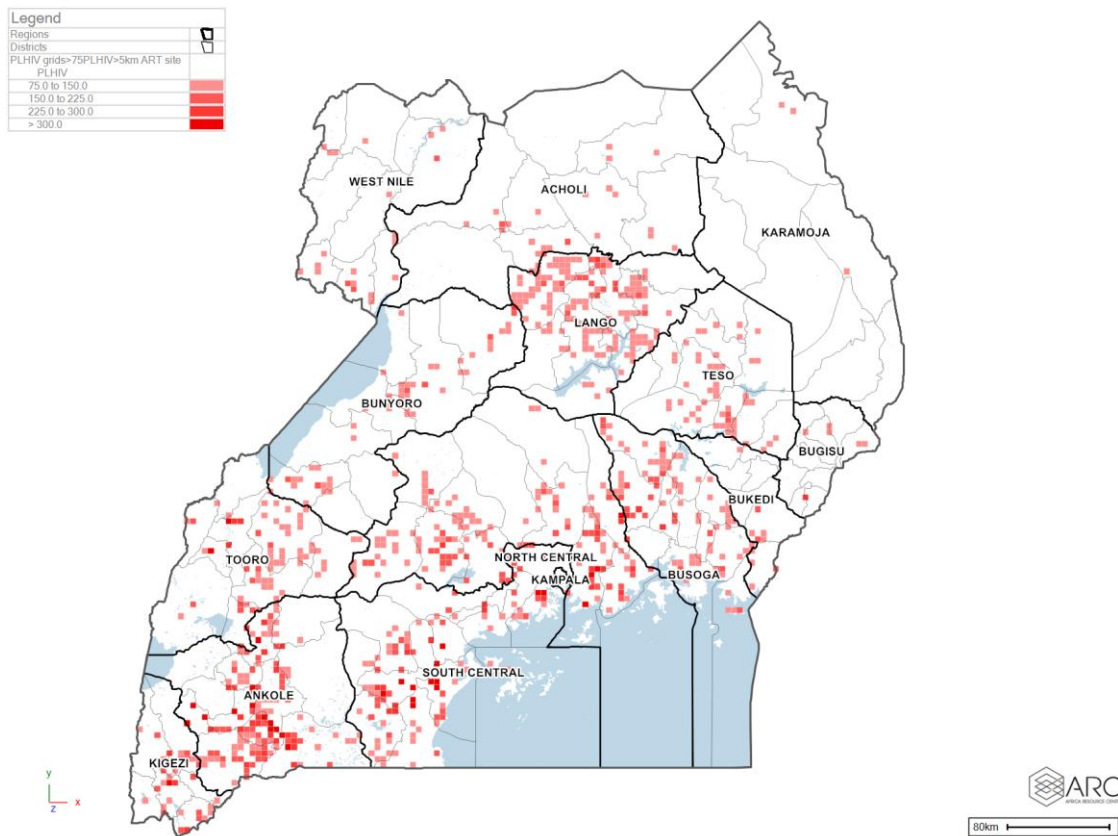 Legend
Regions
Districts
PLHIV grids>75PLHIV>5km ART site
PLHIV
75.0 to 150.0
150.0 to 225.0
225.0 to 300.0
> 300.0
WEST NILE
ACHOLI
KARAMOJA
LANGO
TESO
BUNYORO
BUGISU
BUKEDI
NORTH CENTRAL
TOORO
KAMPALA
BUSOGA
SOUTH CENTRAL
ANKOLE
KIGEZI
y
z
x
ARC
AFRICA RESOURCE
80km